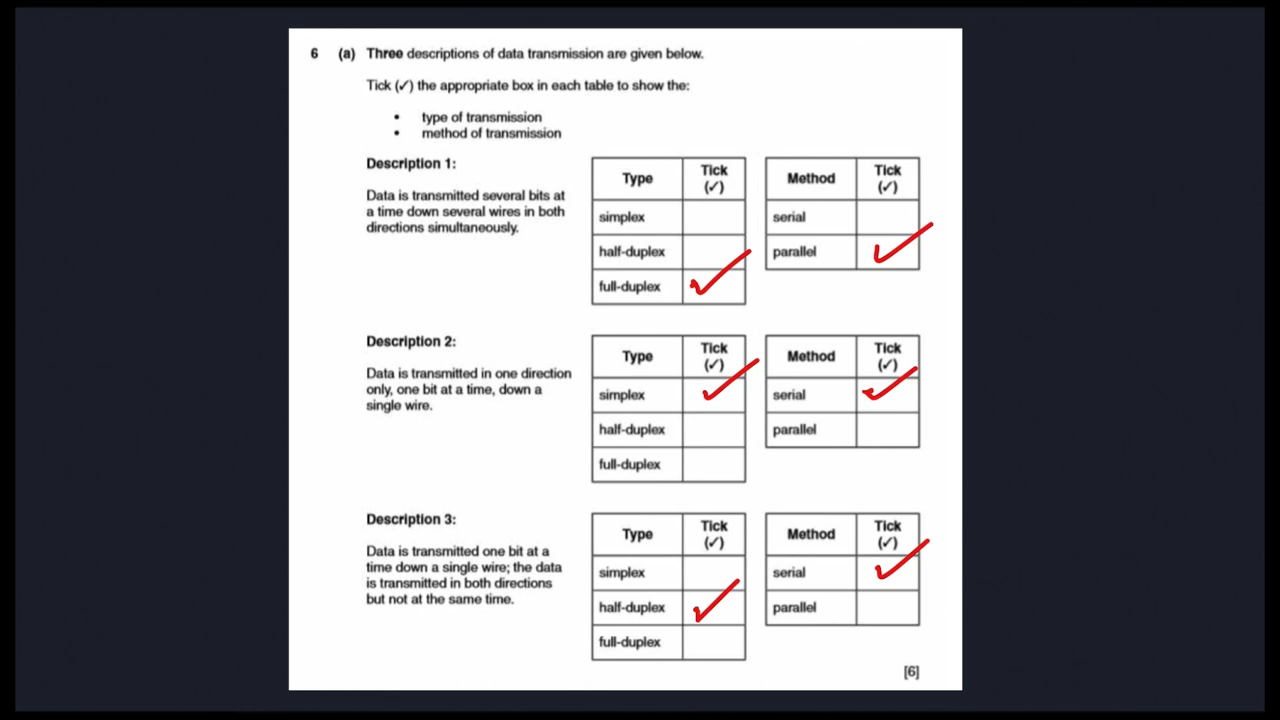 6 (a) Three descriptions of data transmission are given below.
Tick (✓) the appropriate box in each table to show the:
• type of transmission
• method of transmission
Description 1:
Data is transmitted several bits at
a time down several wires in both
directions simultaneously.
Type Tick (✓)
simplex
half-duplex
full-duplex ✓
Method Tick (✓)
serial
parallel ✓
Description 2:
Data is transmitted in one direction
only, one bit at a time, down a
single wire.
Type Tick (✓)
simplex ✓
half-duplex
full-duplex
Method Tick (✓)
serial ✓
parallel
Description 3:
Data is transmitted one bit at a
time down a single wire; the data
is transmitted in both directions
but not at the same time.
Type Tick (✓)
simplex
half-duplex ✓
full-duplex
Method Tick (✓)
serial ✓
parallel
[6]